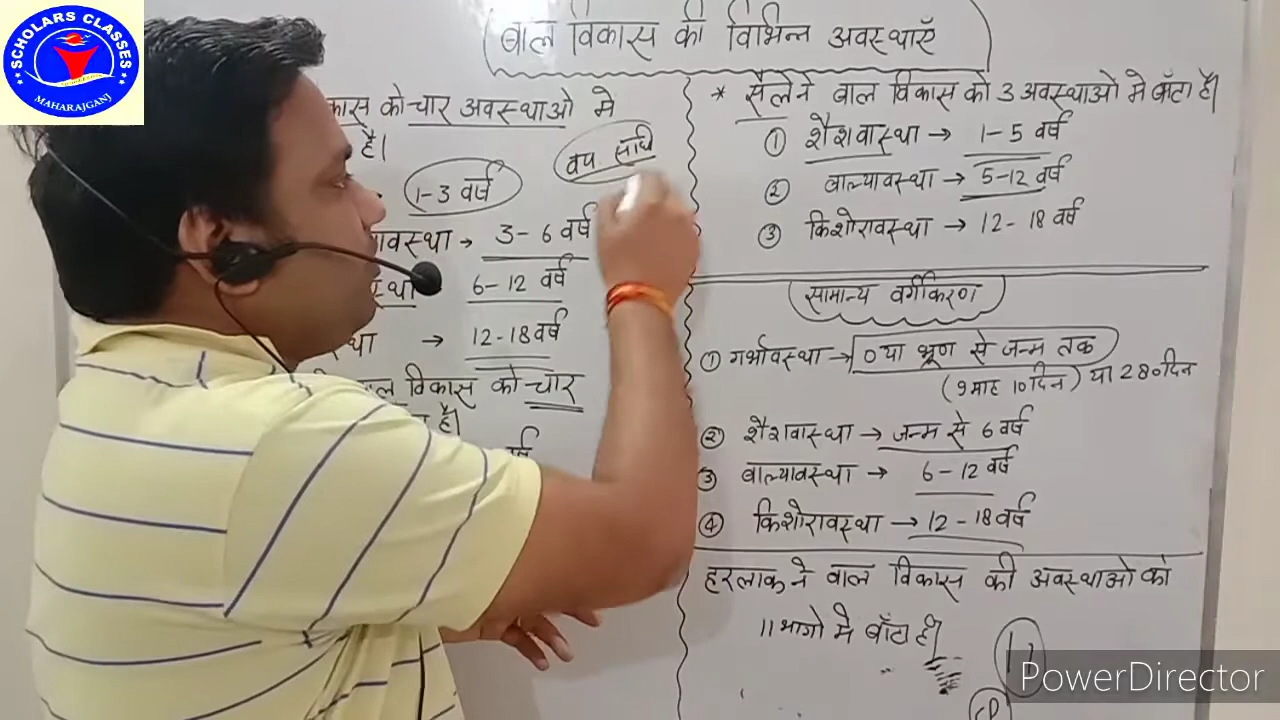 SCHOLARS CLASSES
MAHARAJGANJ
बाल विकास की विभिन्न अवस्थाएँ
कास को चार अवस्थाओ मे
है।
वय संधि
1-3 वर्ष
वस्था → 3-6 वर्ष
स्था 6-12 वर्ष
→ 12-18 वर्ष
विकास को चार
है।
वर्ष
* सैले ने बाल विकास को 3 अवस्थाओ मे बाँटा है।
① शैशवास्था → 1-5 वर्ष
② बाल्यावस्था → 5-12 वर्ष
③ किशोरावस्था → 12-18 वर्ष
सामान्य वर्गीकरण
① गर्भावस्था → 0 या भ्रूण से जन्म तक
(9 माह 10 दिन) या 280 दिन
② शैशवास्था → जन्म से 6 वर्ष
③ बाल्यावस्था → 6-12 वर्ष
④ किशोरावस्था → 12-18 वर्ष
हरलाक ने बाल विकास की अवस्थाओ को
11 भागो मे बाँटा है।
PowerDirector